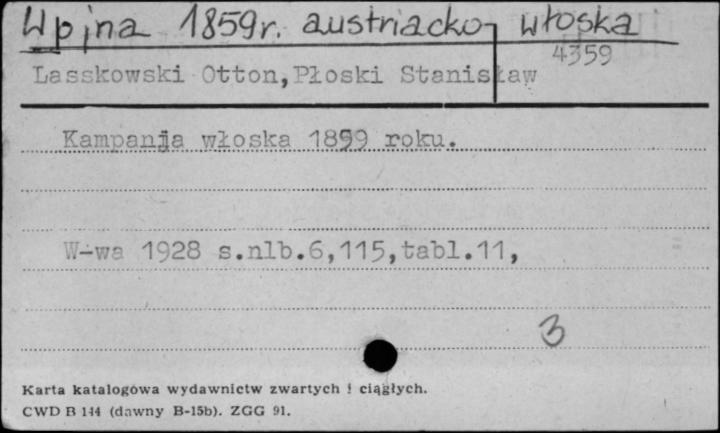 Wojna 1859r. austriacko-włoska
4359
Lasskowski Otton, Płoski Stanisław
Kampanja włoska 1859 roku.
W-wa 1928 s.nlb.6,115,tabl.11,
3
Karta katalogowa wydawnictw zwartych i ciągłych.
CWD B 144 (dawny B-15b). ZGG 91.